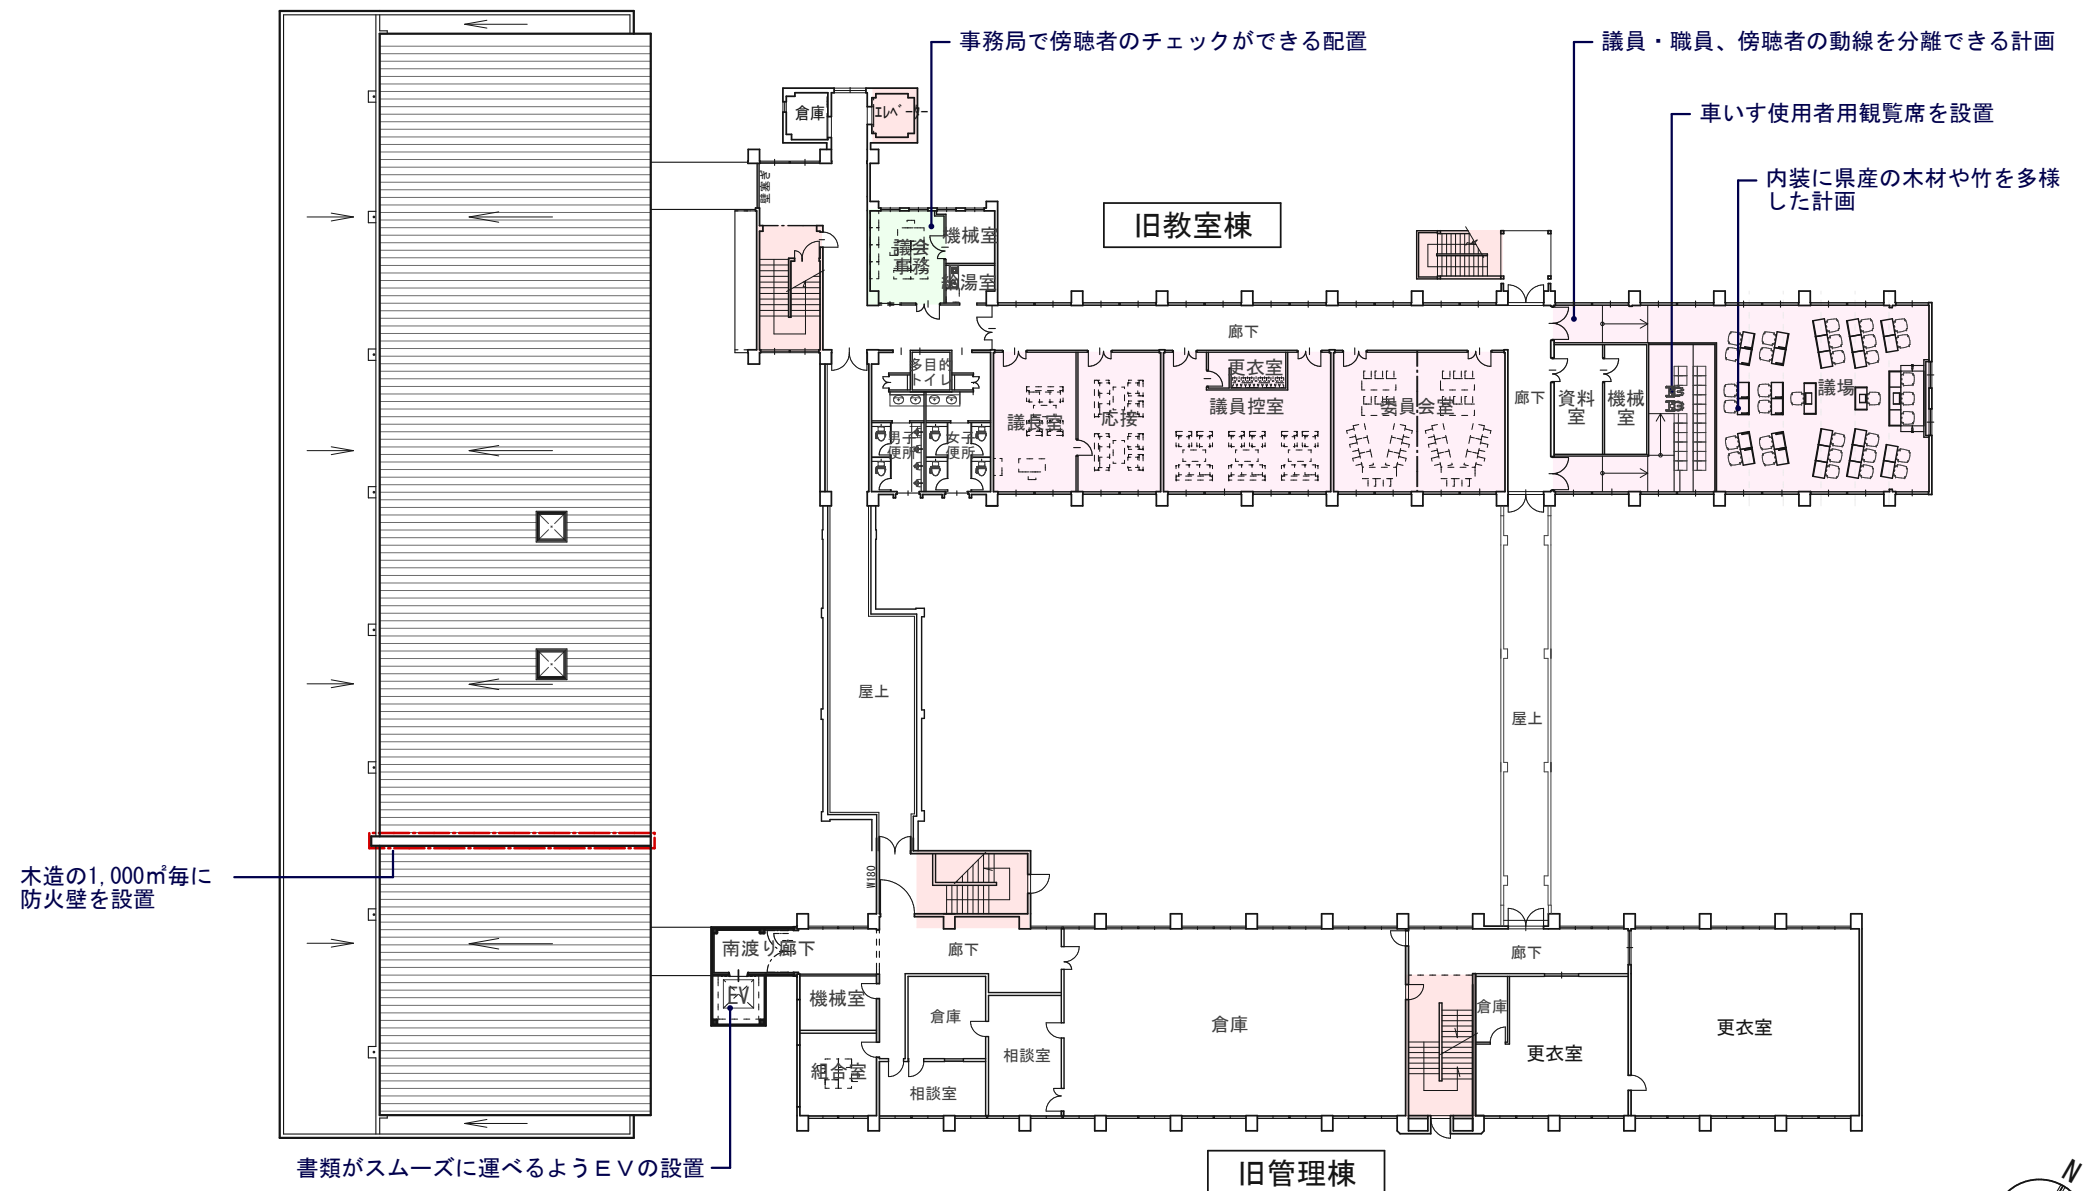 事務局で傍聴者のチェックができる配置
議員・職員、傍聴者の動線を分離できる計画
車いす使用者用観覧席を設置
内装に県産の木材や竹を多様
した計画
倉庫
エレベーター
壁塞ぎ
旧教室棟
議会
事務
機械室
給湯室
廊下
多目的
トイレ
男子
便所
女子
便所
議長室
応接
更衣室
議員控室
委員会室
廊下
資料
室
機械
室
議場
屋上
屋上
木造の1,000㎡毎に
防火壁を設置
W180
南渡り廊下
EV
廊下
廊下
機械室
倉庫
組合室
相談室
相談室
倉庫
倉庫
更衣室
更衣室
書類がスムーズに運べるようＥＶの設置
旧管理棟
N